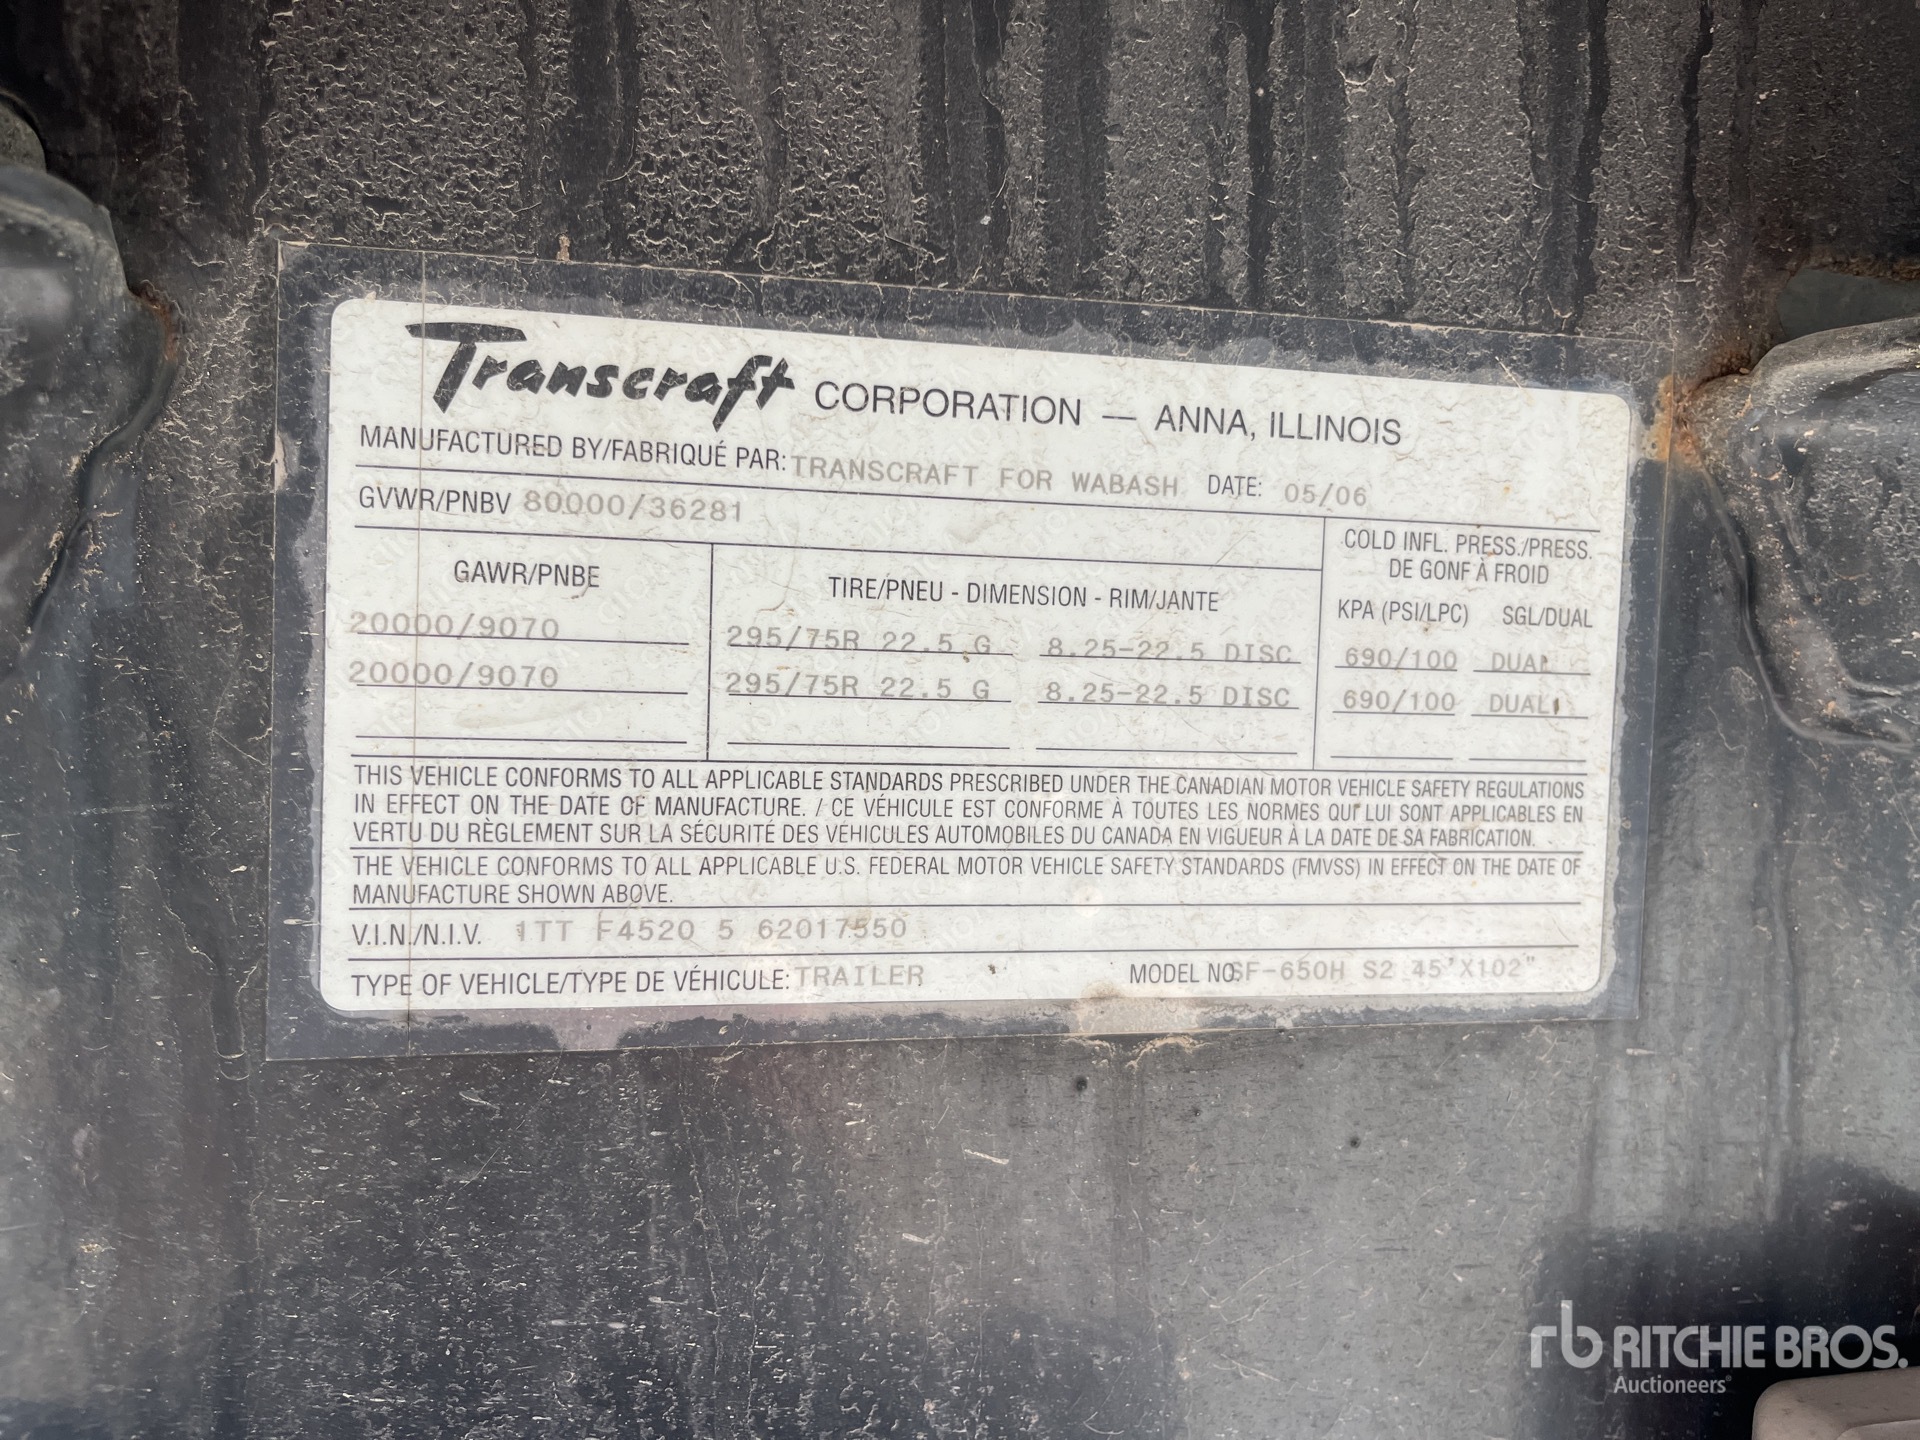 Transcraft CORPORATION — ANNA, ILLINOIS
MANUFACTURED BY/FABRIQUÉ PAR: TRANSCRAFT FOR WABASH DATE: 05/06
GVWR/PNBV 80000/36281
COLD INFL. PRESS./PRESS.
DE GONF À FROID
GAWR/PNBE TIRE/PNEU - DIMENSION - RIM/JANTE KPA (PSI/LPC) SGL/DUAL
20000/9070 295/75R 22.5 G 8.25-22.5 DISC 690/100 DUAL
20000/9070 295/75R 22.5 G 8.25-22.5 DISC 690/100 DUAL
THIS VEHICLE CONFORMS TO ALL APPLICABLE STANDARDS PRESCRIBED UNDER THE CANADIAN MOTOR VEHICLE SAFETY REGULATIONS
IN EFFECT ON THE DATE OF MANUFACTURE. / CE VÉHICULE EST CONFORME À TOUTES LES NORMES QUI LUI SONT APPLICABLES EN
VERTU DU RÈGLEMENT SUR LA SÉCURITÉ DES VÉHICULES AUTOMOBILES DU CANADA EN VIGUEUR À LA DATE DE SA FABRICATION.
THE VEHICLE CONFORMS TO ALL APPLICABLE U.S. FEDERAL MOTOR VEHICLE SAFETY STANDARDS (FMVSS) IN EFFECT ON THE DATE OF
MANUFACTURE SHOWN ABOVE.
V.I.N./N.I.V. 1TT F4520 5 62017550
TYPE OF VEHICLE/TYPE DE VÉHICULE: TRAILER MODEL NO. SF-650H S2 45'X102"
rb RITCHIE BROS.
Auctioneers